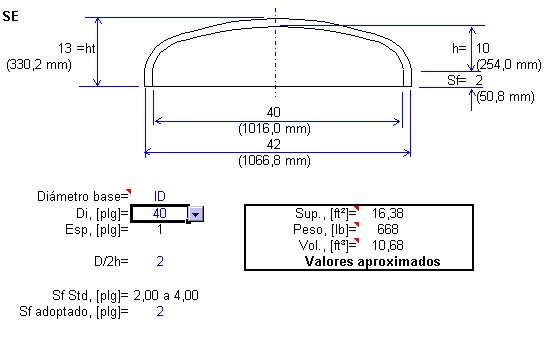 SE
13 =ht
(330,2 mm)
h= 10
(254,0 mm)
Sf= 2
(50,8 mm)
40
(1016,0 mm)
42
(1066,8 mm)
Diámetro base= ID
Di, [plg]= 40
Esp, [plg]= 1
D/2h= 2
Sf Std, [plg]= 2,00 a 4,00
Sf adoptado, [plg]= 2
Sup., [ft²]= 16,38
Peso, [lb]= 668
Vol., [ft³]= 10,68
Valores aproximados